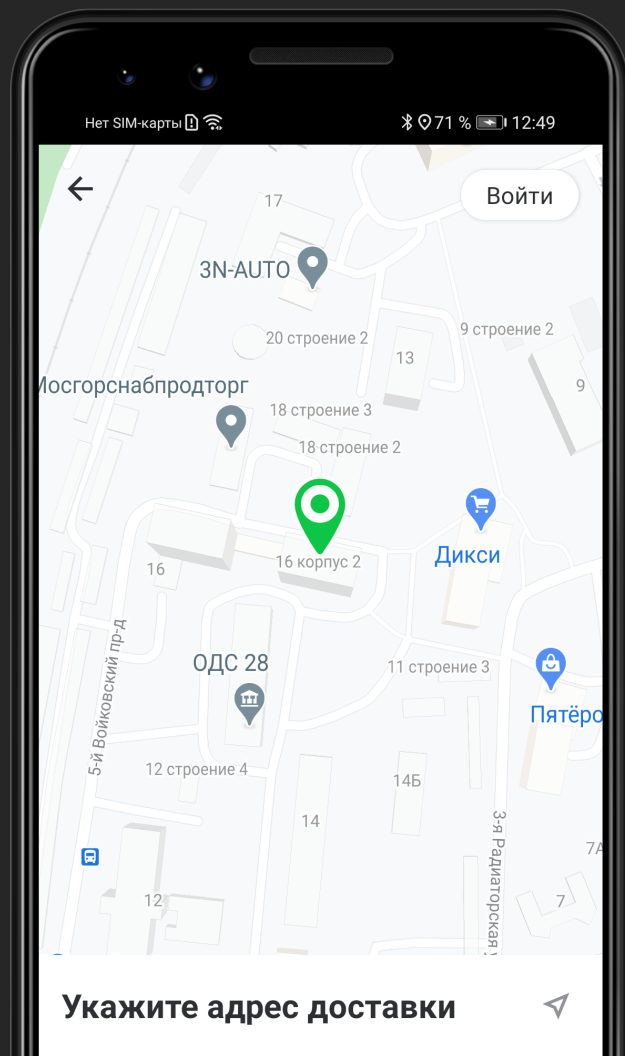 Нет SIM-карты
71 % 12:49
Войти
17
3N-AUTO
20 строение 2
9 строение 2
13
9
Мосгорснабпродторг
18 строение 3
18 строение 2
Дикси
16 корпус 2
16
5-й Войковский пр-д
ОДС 28
11 строение 3
Пятёро
12 строение 4
14Б
14
3-я Радиаторская у
7А
12
7
Укажите адрес доставки